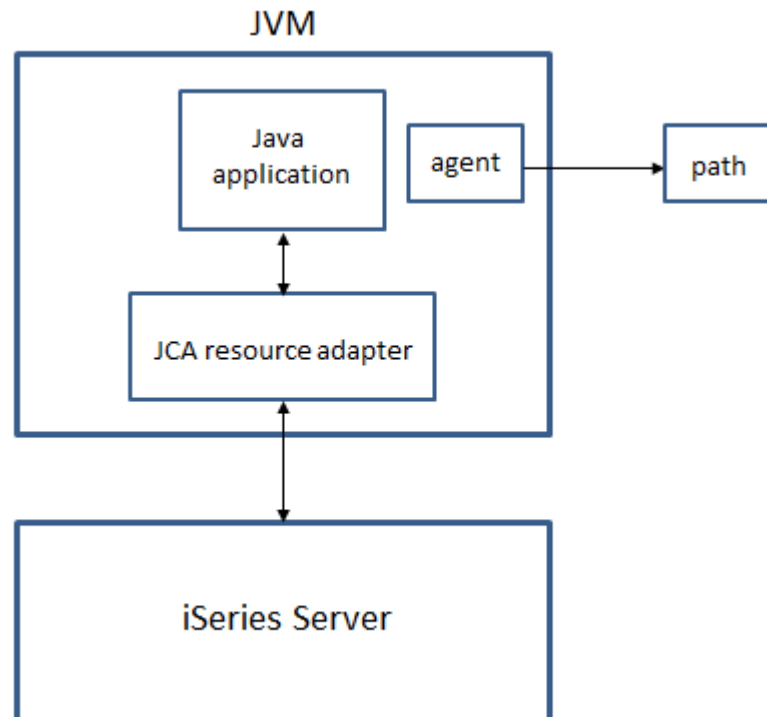 JVM
Java
application
agent
path
JCA resource adapter
iSeries Server